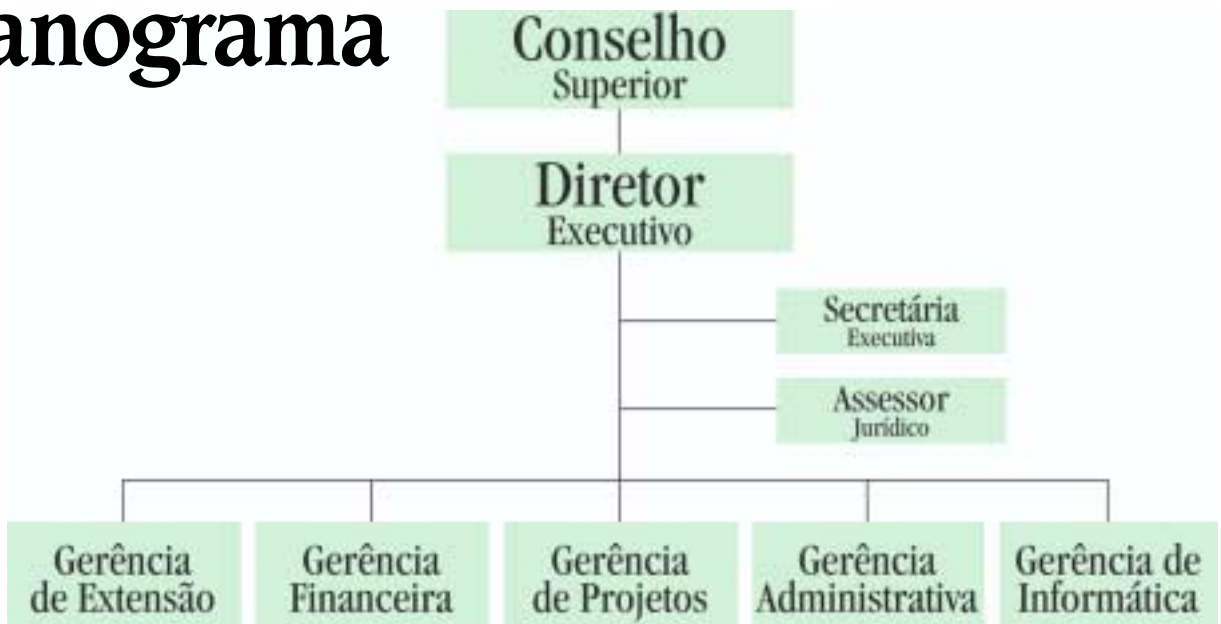 anograma
Conselho
Superior
Diretor
Executivo
Secretária
Executiva
Assessor
Jurídico
Gerência
de Extensão
Gerência
Financeira
Gerência
de Projetos
Gerência
Administrativa
Gerência de
Informática